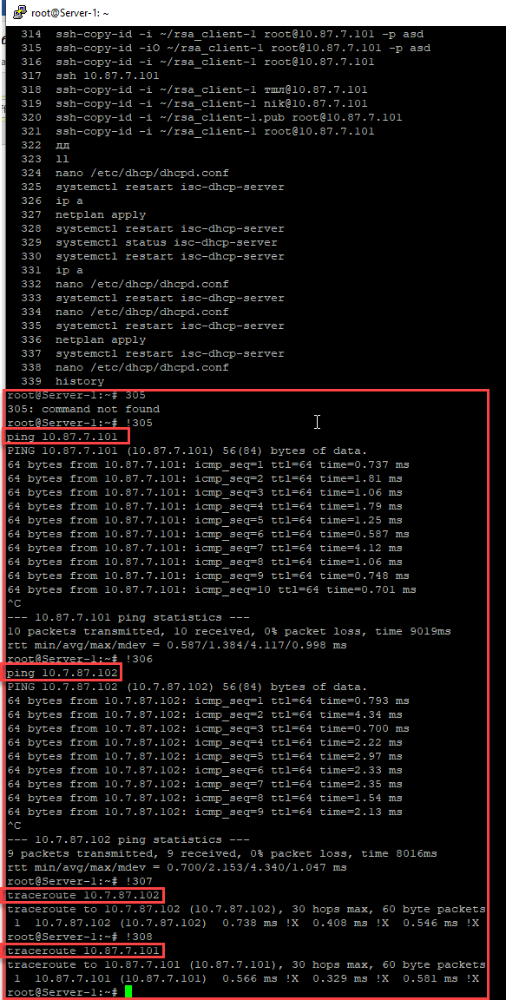 root@Server-1: ~
314  ssh-copy-id -i ~/rsa_client-1 root@10.87.7.101 -p asd
315  ssh-copy-id -iO ~/rsa_client-1 root@10.87.7.101 -p asd
316  ssh-copy-id -i ~/rsa_client-1 root@10.87.7.101
317  ssh 10.87.7.101
318  ssh-copy-id -i ~/rsa_client-1 тшл@10.87.7.101
319  ssh-copy-id -i ~/rsa_client-1 nik@10.87.7.101
320  ssh-copy-id -i ~/rsa_client-1.pub root@10.87.7.101
321  ssh-copy-id -i ~/rsa_client-1 root@10.87.7.101
322  дд
323  ll
324  nano /etc/dhcp/dhcpd.conf
325  systemctl restart isc-dhcp-server
326  ip a
327  netplan apply
328  systemctl restart isc-dhcp-server
329  systemctl status isc-dhcp-server
330  systemctl restart isc-dhcp-server
331  ip a
332  nano /etc/dhcp/dhcpd.conf
333  systemctl restart isc-dhcp-server
334  nano /etc/dhcp/dhcpd.conf
335  systemctl restart isc-dhcp-server
336  netplan apply
337  systemctl restart isc-dhcp-server
338  nano /etc/dhcp/dhcpd.conf
339  history
root@Server-1:~# 305
305: command not found
root@Server-1:~# !305
ping 10.87.7.101
PING 10.87.7.101 (10.87.7.101) 56(84) bytes of data.
64 bytes from 10.87.7.101: icmp_seq=1 ttl=64 time=0.737 ms
64 bytes from 10.87.7.101: icmp_seq=2 ttl=64 time=1.81 ms
64 bytes from 10.87.7.101: icmp_seq=3 ttl=64 time=1.06 ms
64 bytes from 10.87.7.101: icmp_seq=4 ttl=64 time=1.79 ms
64 bytes from 10.87.7.101: icmp_seq=5 ttl=64 time=1.25 ms
64 bytes from 10.87.7.101: icmp_seq=6 ttl=64 time=0.587 ms
64 bytes from 10.87.7.101: icmp_seq=7 ttl=64 time=4.12 ms
64 bytes from 10.87.7.101: icmp_seq=8 ttl=64 time=1.06 ms
64 bytes from 10.87.7.101: icmp_seq=9 ttl=64 time=0.748 ms
64 bytes from 10.87.7.101: icmp_seq=10 ttl=64 time=0.701 ms
^C
--- 10.87.7.101 ping statistics ---
10 packets transmitted, 10 received, 0% packet loss, time 9019ms
rtt min/avg/max/mdev = 0.587/1.384/4.117/0.998 ms
root@Server-1:~# !306
ping 10.7.87.102
PING 10.7.87.102 (10.7.87.102) 56(84) bytes of data.
64 bytes from 10.7.87.102: icmp_seq=1 ttl=64 time=0.793 ms
64 bytes from 10.7.87.102: icmp_seq=2 ttl=64 time=4.34 ms
64 bytes from 10.7.87.102: icmp_seq=3 ttl=64 time=0.700 ms
64 bytes from 10.7.87.102: icmp_seq=4 ttl=64 time=2.22 ms
64 bytes from 10.7.87.102: icmp_seq=5 ttl=64 time=2.97 ms
64 bytes from 10.7.87.102: icmp_seq=6 ttl=64 time=2.33 ms
64 bytes from 10.7.87.102: icmp_seq=7 ttl=64 time=2.35 ms
64 bytes from 10.7.87.102: icmp_seq=8 ttl=64 time=1.54 ms
64 bytes from 10.7.87.102: icmp_seq=9 ttl=64 time=2.13 ms
^C
--- 10.7.87.102 ping statistics ---
9 packets transmitted, 9 received, 0% packet loss, time 8016ms
rtt min/avg/max/mdev = 0.700/2.153/4.340/1.047 ms
root@Server-1:~# !307
traceroute 10.7.87.102
traceroute to 10.7.87.102 (10.7.87.102), 30 hops max, 60 byte packets
1  10.7.87.102 (10.7.87.102)  0.738 ms !X  0.408 ms !X  0.546 ms !X
root@Server-1:~# !308
traceroute 10.87.7.101
traceroute to 10.87.7.101 (10.87.7.101), 30 hops max, 60 byte packets
1  10.87.7.101 (10.87.7.101)  0.566 ms !X  0.329 ms !X  0.581 ms !X
root@Server-1:~#